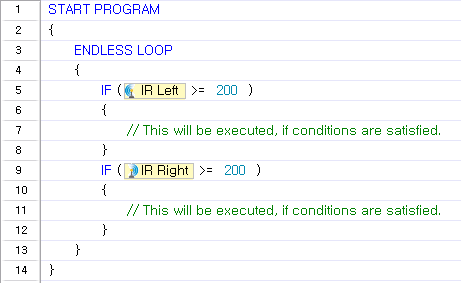 1 START PROGRAM
2 {
3 ENDLESS LOOP
4 {
5 IF ( IR Left >= 200 )
6 {
7 // This will be executed, if conditions are satisfied.
8 }
9 IF ( IR Right >= 200 )
10 {
11 // This will be executed, if conditions are satisfied.
12 }
13 }
14 }